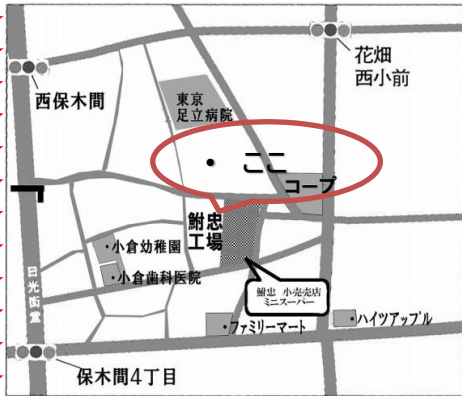 花畑
西小前
西保木間
東京
足立病院
・ ここ
コープ
鮒忠
工場
・小倉幼稚園
・小倉歯科医院
日光街道
鮒忠 小売売店
ミニスーパー
・ファミリーマート
・ハイツアップル
保木間4丁目